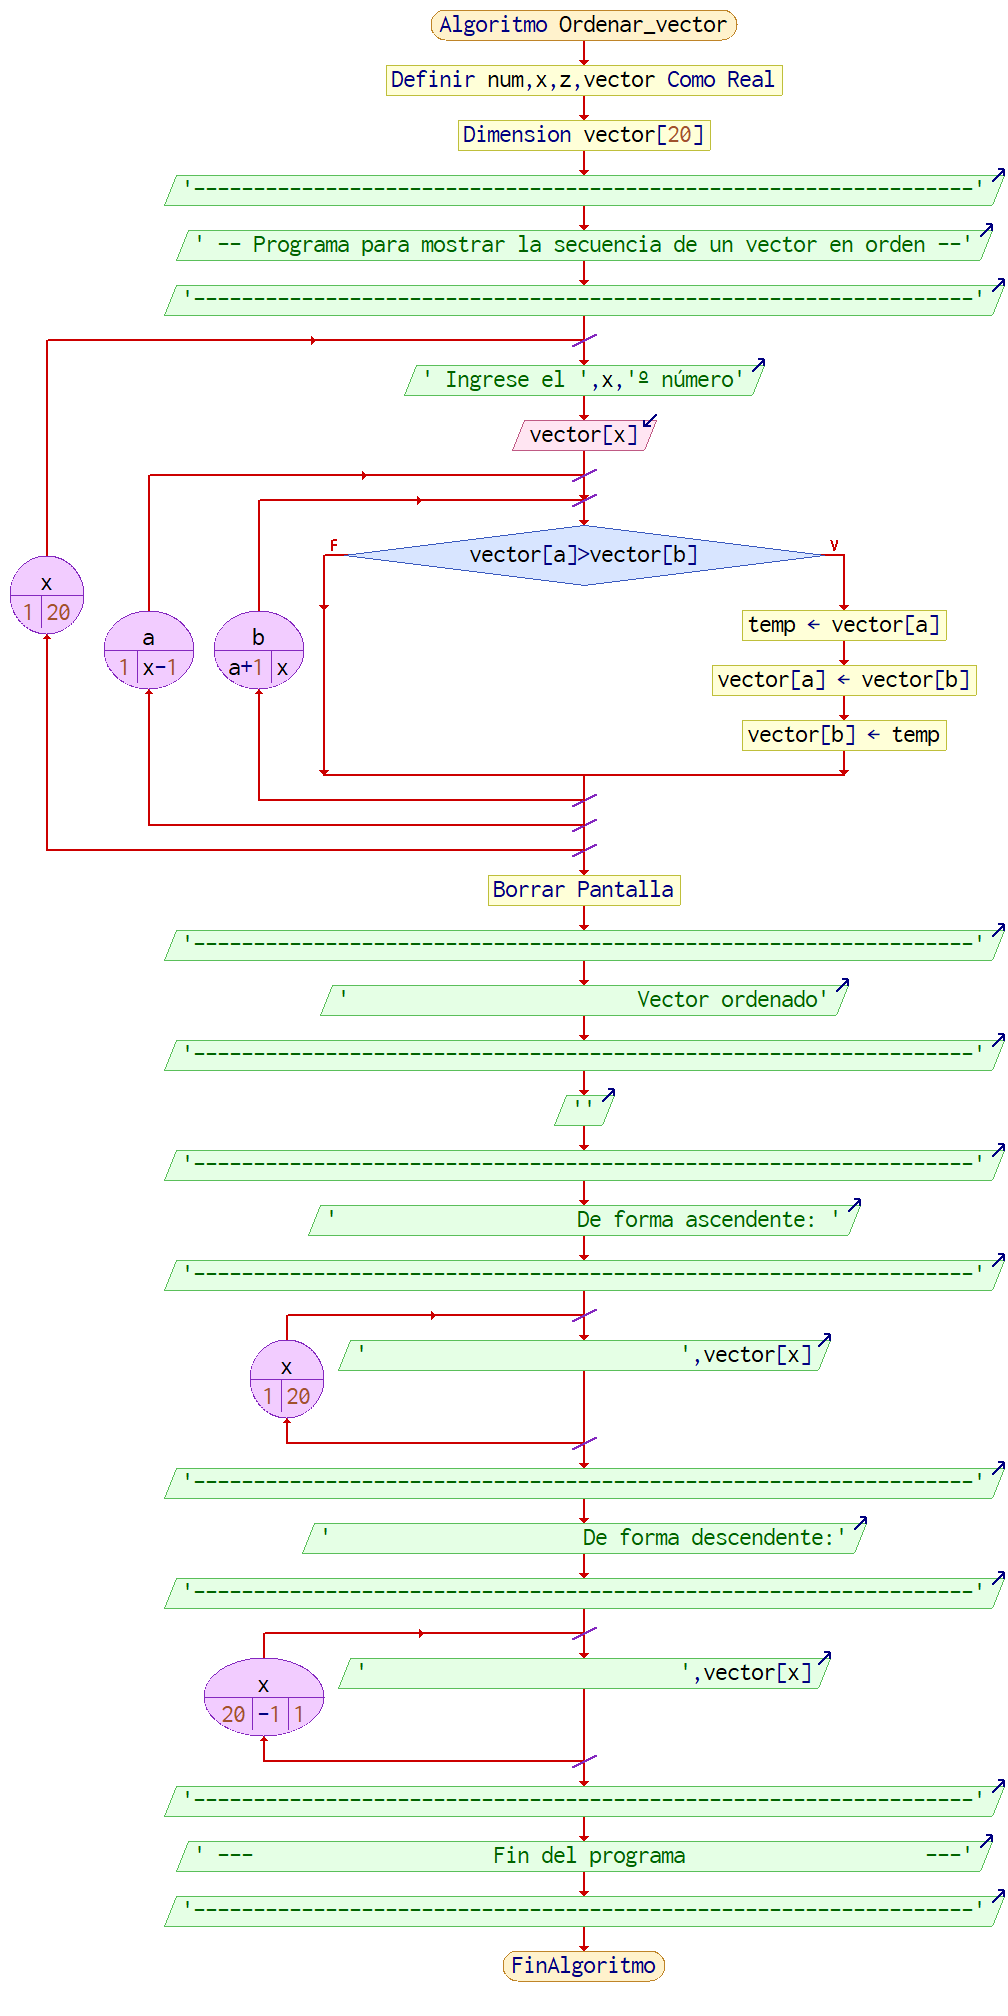 Algoritmo Ordenar_vector
Definir num,x,z,vector Como Real
Dimension vector[20]
'-----------------------------------------------------------------'
' -- Programa para mostrar la secuencia de un vector en orden --'
'-----------------------------------------------------------------'
' Ingrese el ',x,'º número'
vector[x]
F
V
vector[a]>vector[b]
x
1 20
a
1 x-1
b
a+1 x
temp ← vector[a]
vector[a] ← vector[b]
vector[b] ← temp
Borrar Pantalla
'-----------------------------------------------------------------'
'                        Vector ordenado'
'-----------------------------------------------------------------'
''
'-----------------------------------------------------------------'
'                    De forma ascendente: '
'-----------------------------------------------------------------'
'                          ',vector[x]
x
1 20
'-----------------------------------------------------------------'
'                     De forma descendente:'
'-----------------------------------------------------------------'
'                          ',vector[x]
x
20 -1 1
'-----------------------------------------------------------------'
' ---                    Fin del programa                    ---'
'-----------------------------------------------------------------'
FinAlgoritmo